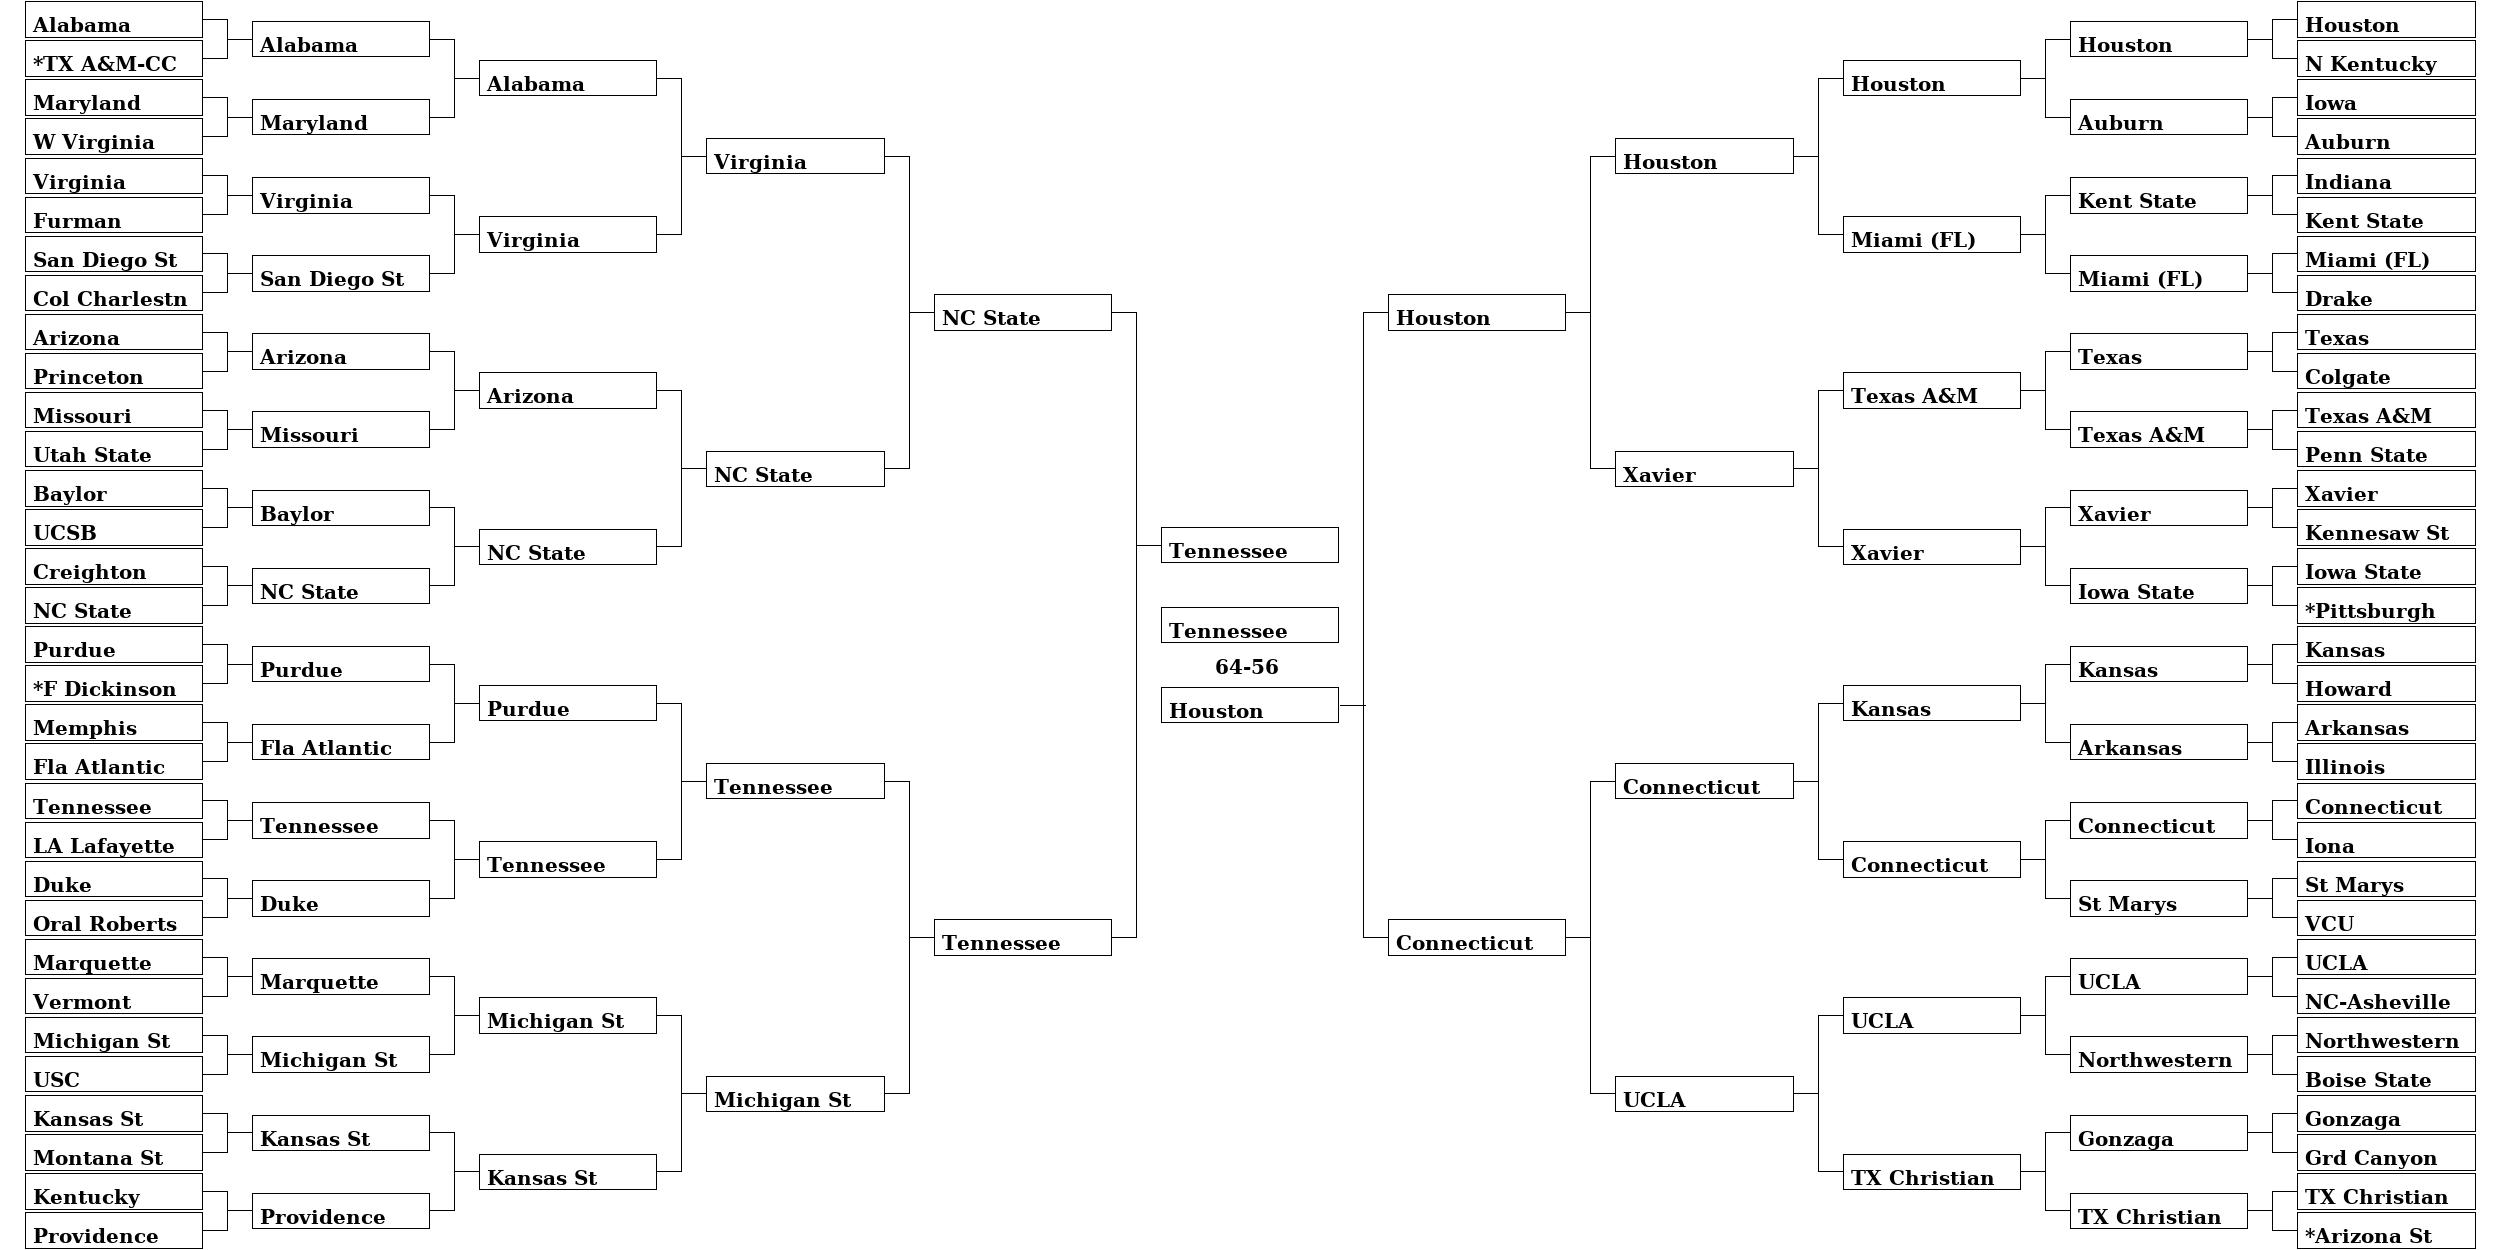 Alabama
*TX A&M-CC
Maryland
W Virginia
Virginia
Furman
San Diego St
Col Charlestn
Arizona
Princeton
Missouri
Utah State
Baylor
UCSB
Creighton
NC State
Purdue
*F Dickinson
Memphis
Fla Atlantic
Tennessee
LA Lafayette
Duke
Oral Roberts
Marquette
Vermont
Michigan St
USC
Kansas St
Montana St
Kentucky
Providence
Alabama
Maryland
Virginia
San Diego St
Arizona
Missouri
Baylor
NC State
Purdue
Fla Atlantic
Tennessee
Duke
Marquette
Michigan St
Kansas St
Providence
Alabama
Virginia
Arizona
NC State
Purdue
Tennessee
Michigan St
Kansas St
Virginia
NC State
Tennessee
Michigan St
NC State
Tennessee
Tennessee
Tennessee
64-56
Houston
Houston
Connecticut
Houston
Xavier
Connecticut
UCLA
Houston
Miami (FL)
Texas A&M
Xavier
Kansas
Connecticut
UCLA
TX Christian
Houston
Auburn
Kent State
Miami (FL)
Texas
Texas A&M
Xavier
Iowa State
Kansas
Arkansas
Connecticut
St Marys
UCLA
Northwestern
Gonzaga
TX Christian
Houston
N Kentucky
Iowa
Auburn
Indiana
Kent State
Miami (FL)
Drake
Texas
Colgate
Texas A&M
Penn State
Xavier
Kennesaw St
Iowa State
*Pittsburgh
Kansas
Howard
Arkansas
Illinois
Connecticut
Iona
St Marys
VCU
UCLA
NC-Asheville
Northwestern
Boise State
Gonzaga
Grd Canyon
TX Christian
*Arizona St